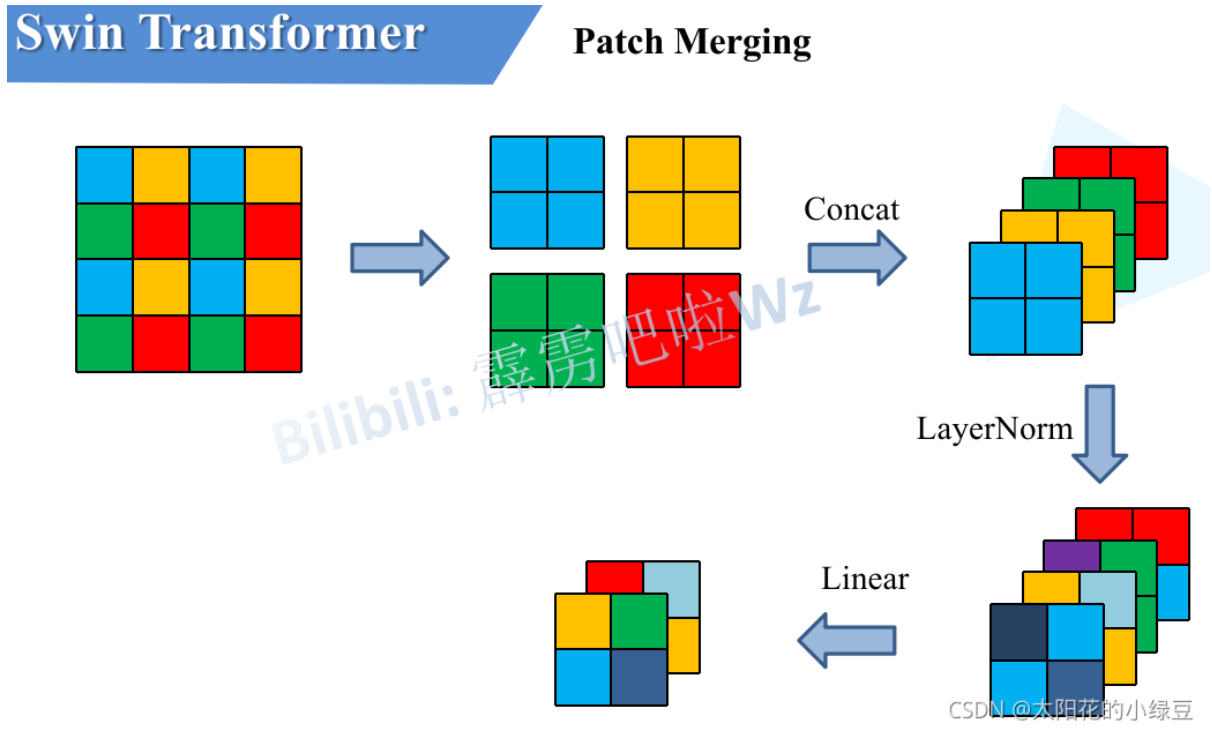 Swin Transformer
Patch Merging
Concat
Bilibili: 霹雳吧啦Wz
LayerNorm
Linear
CSDN @太阳花的小绿豆